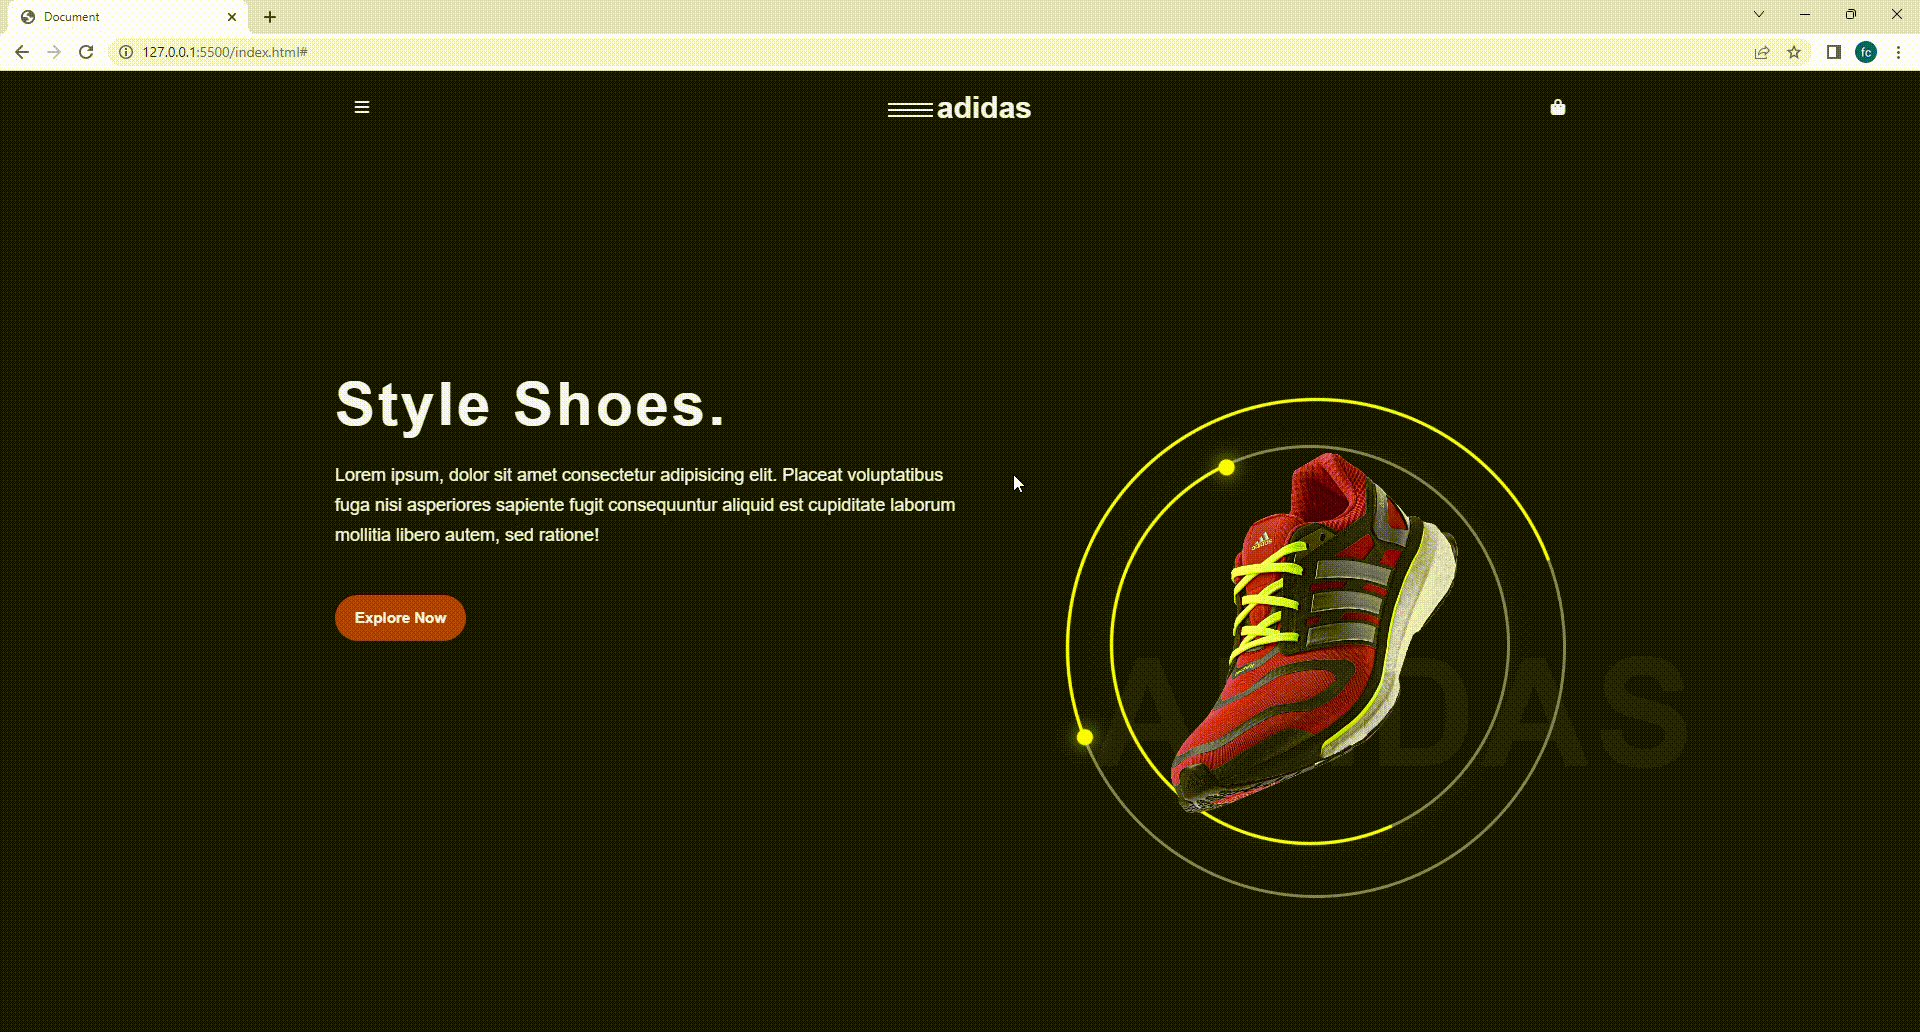 Document
127.0.0.1:5500/index.html#
fc
adidas
Style Shoes.
Lorem ipsum, dolor sit amet consectetur adipisicing elit. Placeat voluptatibus
fuga nisi asperiores sapiente fugit consequuntur aliquid est cupiditate laborum
mollitia libero autem, sed ratione!
Explore Now
adidas
ADIDAS